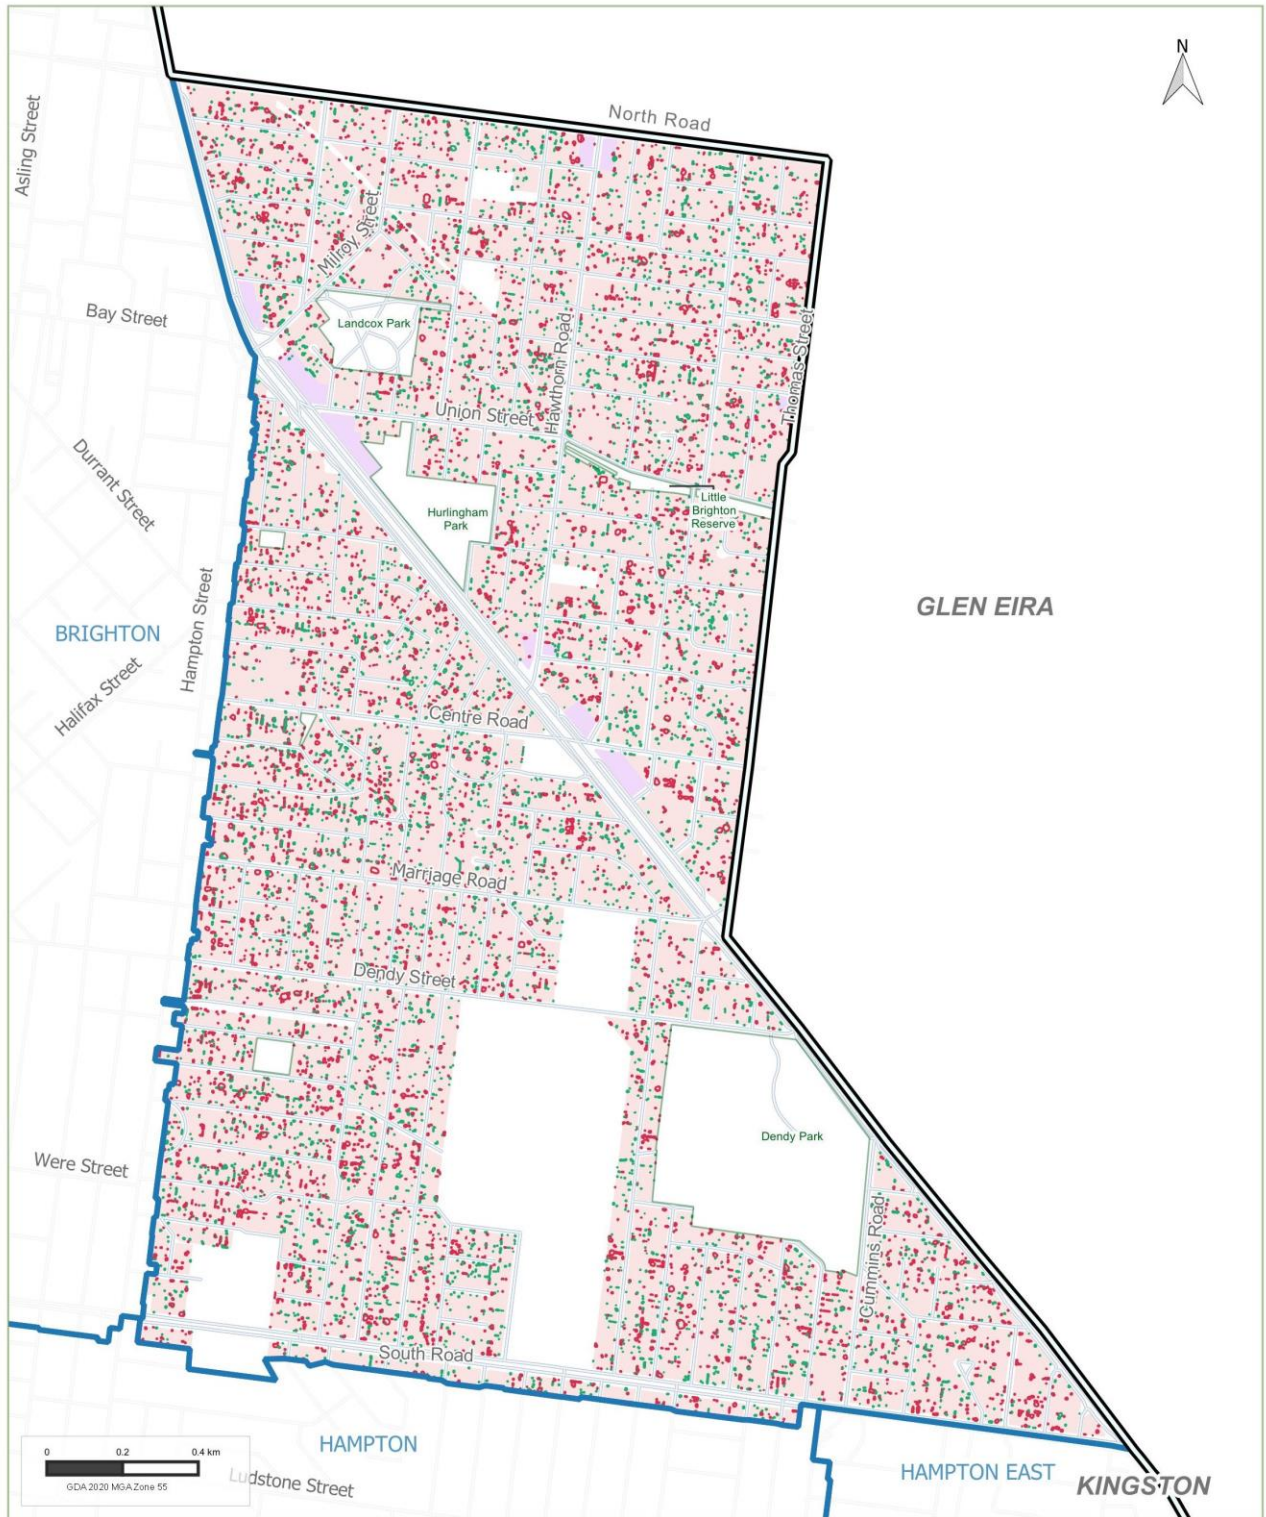 N
North Road
Asling Street
Milroy Street
Bay Street
Landcox Park
Hawthorn Road
Thomas Street
Union Street
Durrant Street
Little
Brighton
Reserve
Hurlingham
Park
Hampton Street
GLEN EIRA
BRIGHTON
Halifax Street
Centre Road
Marriage Road
Dendy Street
Dendy Park
Were Street
Cummins Road
South Road
HAMPTON
0 0.2 0.4 km
GDA 2020 MGA Zone 55
Ludstone Street
HAMPTON EAST
KINGSTON